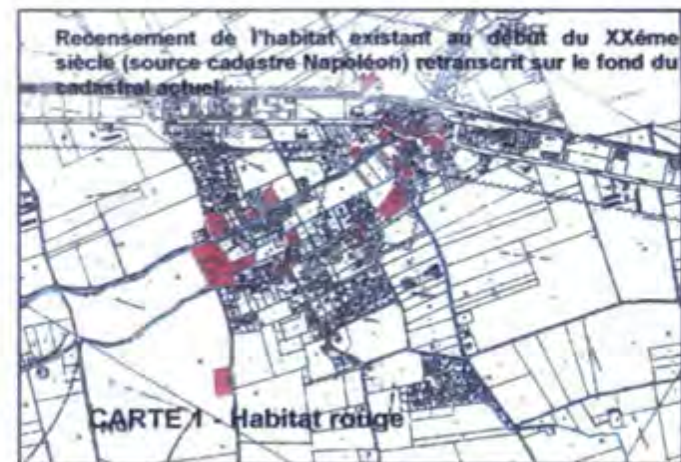 Recensement de l'habitat existant au début du XXéme
siècle (source cadastre Napoléon) retranscrit sur le fond du
cadastral actuel.
CARTE 1 - Habitat rouge